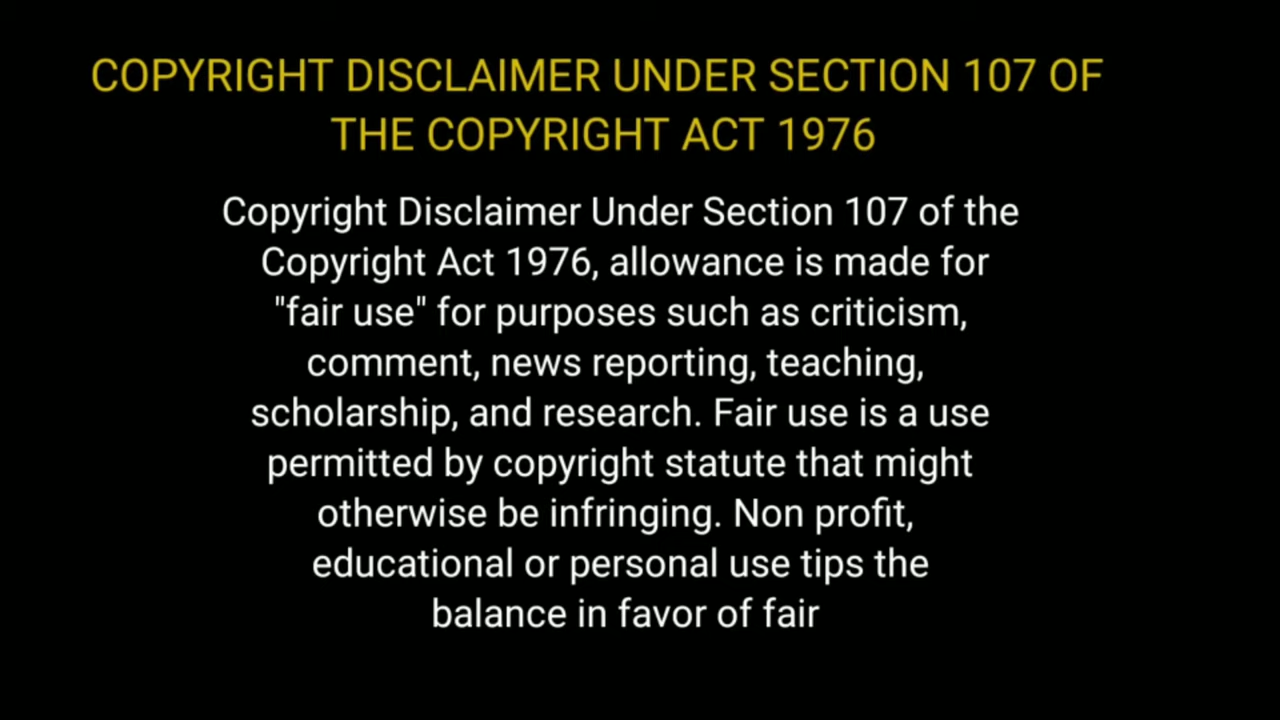 COPYRIGHT DISCLAIMER UNDER SECTION 107 OF
THE COPYRIGHT ACT 1976
Copyright Disclaimer Under Section 107 of the
Copyright Act 1976, allowance is made for
"fair use" for purposes such as criticism,
comment, news reporting, teaching,
scholarship, and research. Fair use is a use
permitted by copyright statute that might
otherwise be infringing. Non profit,
educational or personal use tips the
balance in favor of fair